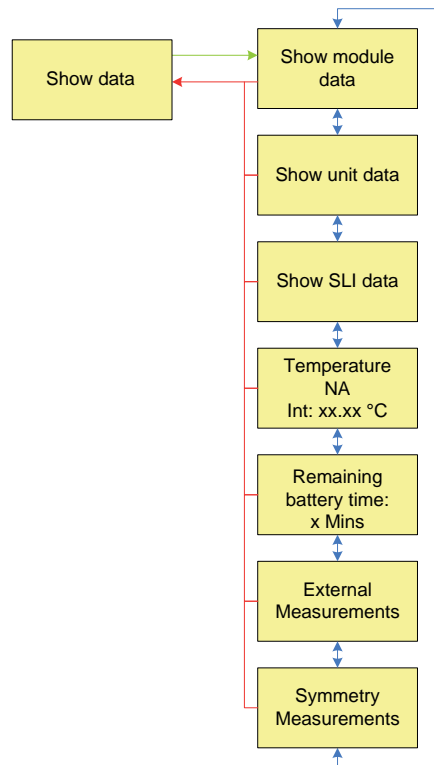 Show data
Show module
data
Show unit data
Show SLI data
Temperature
NA
Int: xx.xx °C
Remaining
battery time:
x Mins
External
Measurements
Symmetry
Measurements